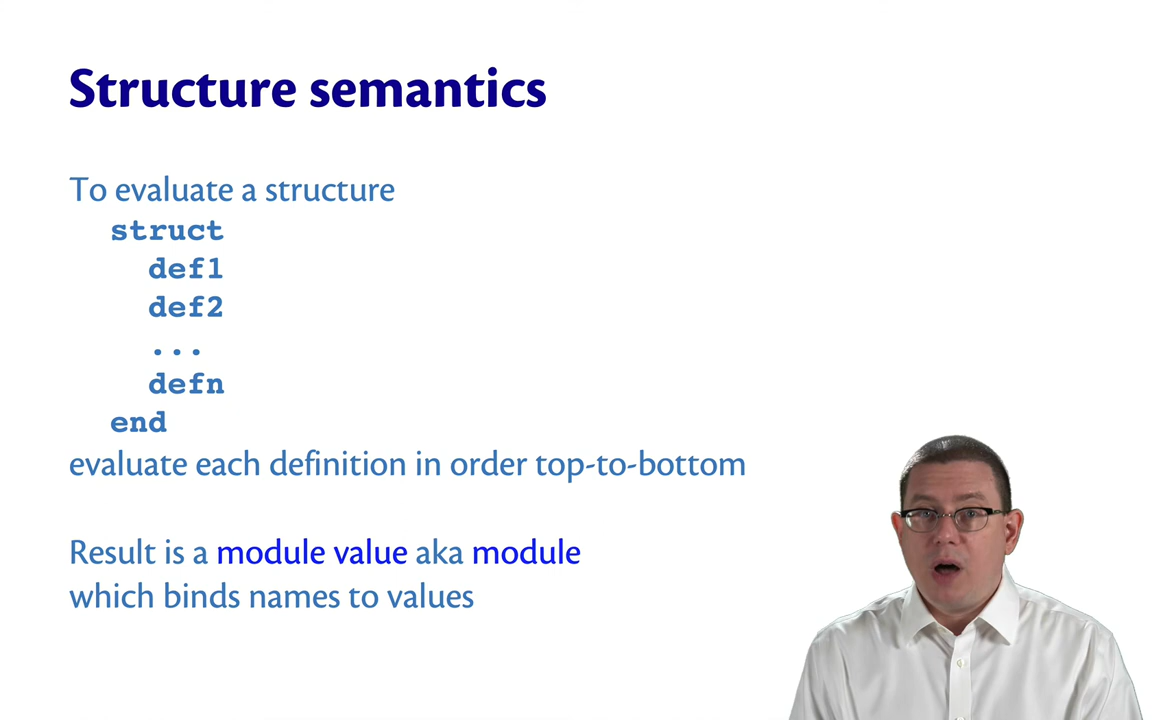 Structure semantics
To evaluate a structure
struct
def1
def2
...
defn
end
evaluate each definition in order top-to-bottom
Result is a module value aka module
which binds names to values